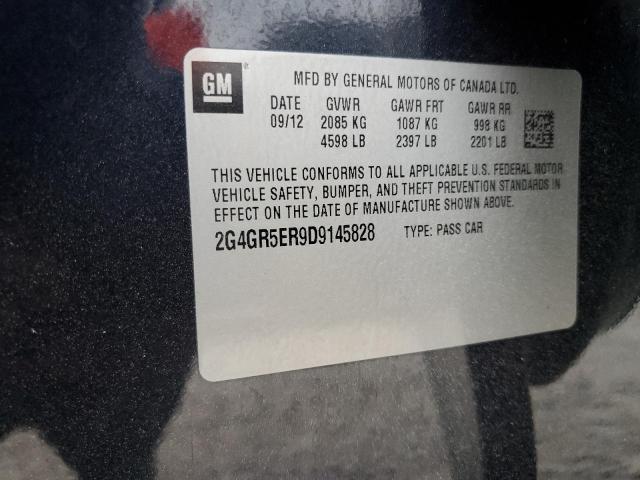 GM
MFD BY GENERAL MOTORS OF CANADA LTD.
DATE GVWR GAWR FRT GAWR RR
09/12 2085 KG 1087 KG 998 KG
4598 LB 2397 LB 2201 LB
THIS VEHICLE CONFORMS TO ALL APPLICABLE U.S. FEDERAL MOTOR
VEHICLE SAFETY, BUMPER, AND THEFT PREVENTION STANDARDS IN
EFFECT ON THE DATE OF MANUFACTURE SHOWN ABOVE.
2G4GR5ER9D9145828 TYPE: PASS CAR